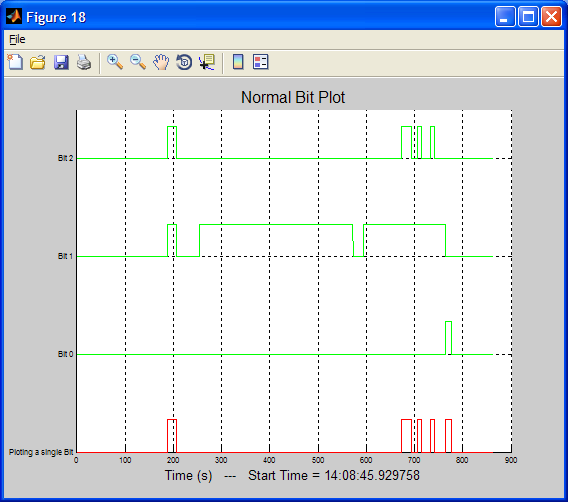 Figure 18
File
Normal Bit Plot
Bit 2
Bit 1
Bit 0
Ploting a single Bit
0 100 200 300 400 500 600 700 800 900
Time (s) --- Start Time = 14:08:45.929758